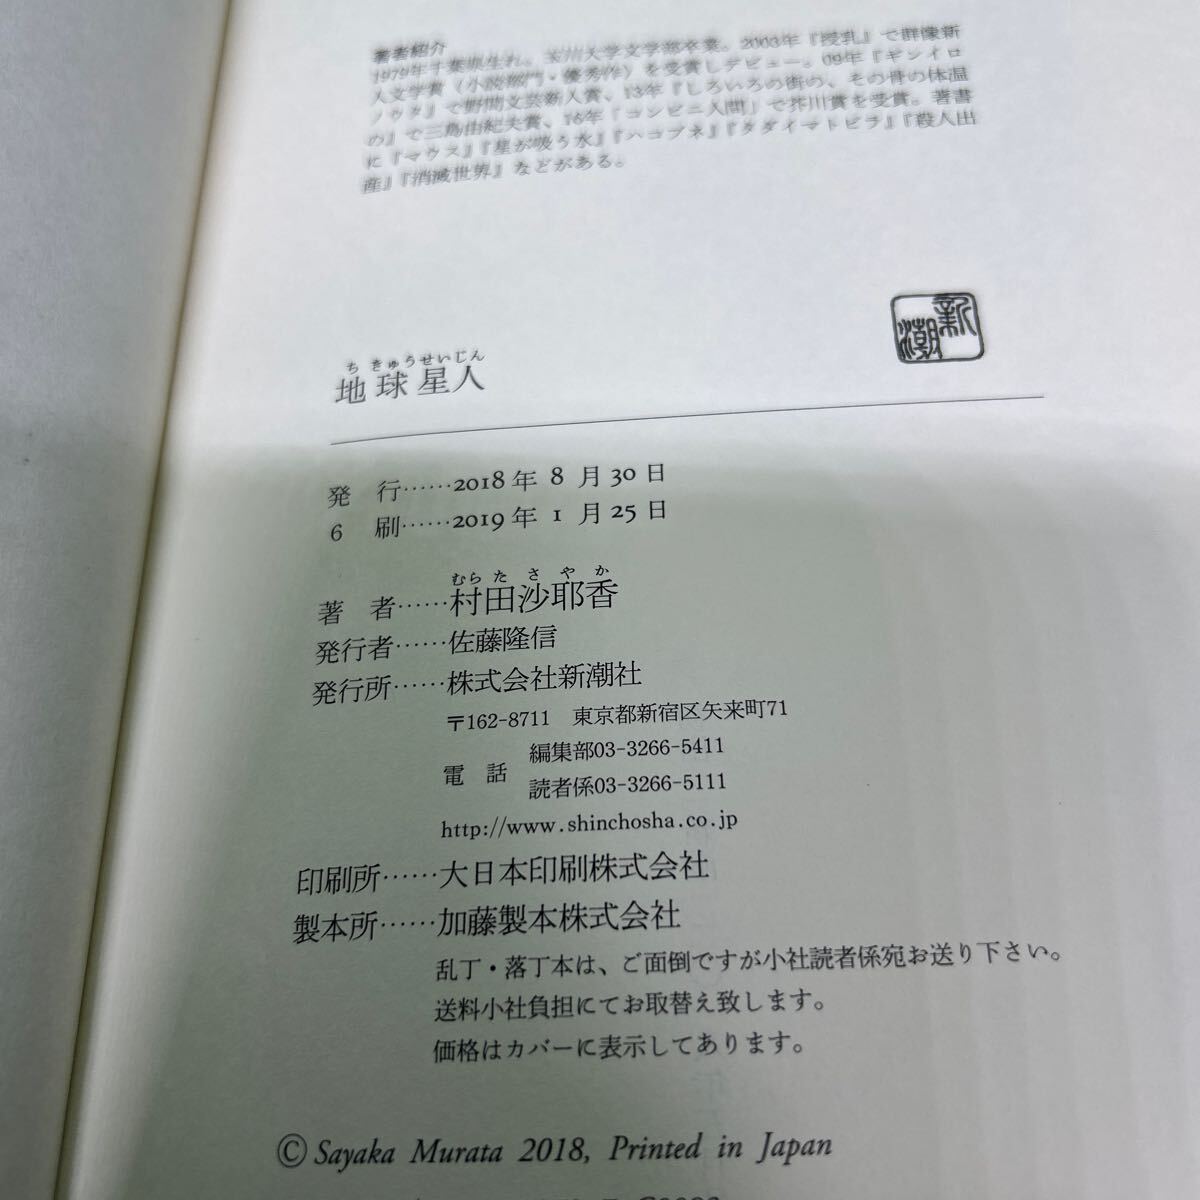 著者紹介
1979年千葉県生れ。玉川大学文学部卒業。2003年『授乳』で群像新
人文学賞（小説部門・優秀作）を受賞しデビュー。09年『ギンイロ
ノウタ』で野間文芸新人賞、13年『しろいろの街の、その骨の体温
の』で三島由紀夫賞、16年「コンビニ人間」で芥川賞を受賞。著書
に『マウス』『星が吸う水』『ハコブネ』『タダイマトビラ』『殺人出
産』『消滅世界』などがある。
新潮
ちきゅうせいじん
地球星人
発　行……2018年 8 月 30 日
6　刷……2019年 1 月 25 日
むらた さ や か
著　者……村田沙耶香
発行者……佐藤隆信
発行所……株式会社新潮社
〒162-8711　東京都新宿区矢来町71
電　話 編集部03-3266-5411
読者係03-3266-5111
http://www.shinchosha.co.jp
印刷所……大日本印刷株式会社
製本所……加藤製本株式会社
乱丁・落丁本は、ご面倒ですが小社読者係宛お送り下さい。
送料小社負担にてお取替え致します。
価格はカバーに表示してあります。
© Sayaka Murata 2018, Printed in Japan